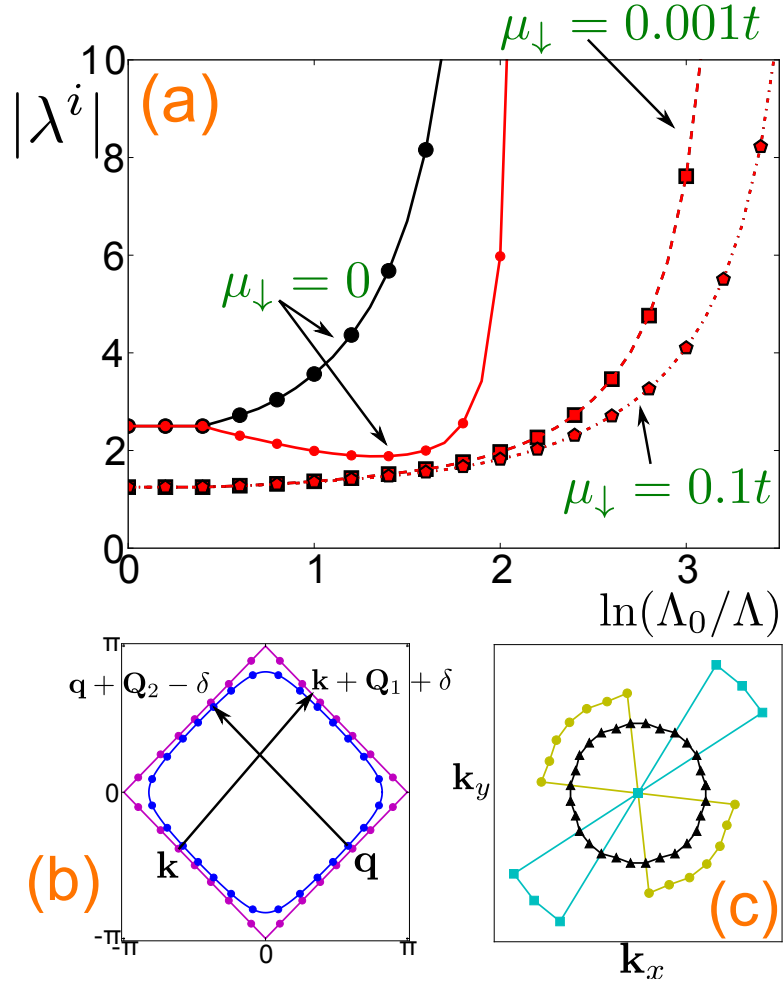 μ↓ = 0.001t
10
(a)
|λ^i|
8
6
μ↓ = 0
4
2
μ↓ = 0.1t
0
0
1
2
3
ln(Λ₀/Λ)
π
q + Q₂ − δ
k + Q₁ + δ
0
k
q
(b)
-π
-π
0
π
k_y
(c)
k_x